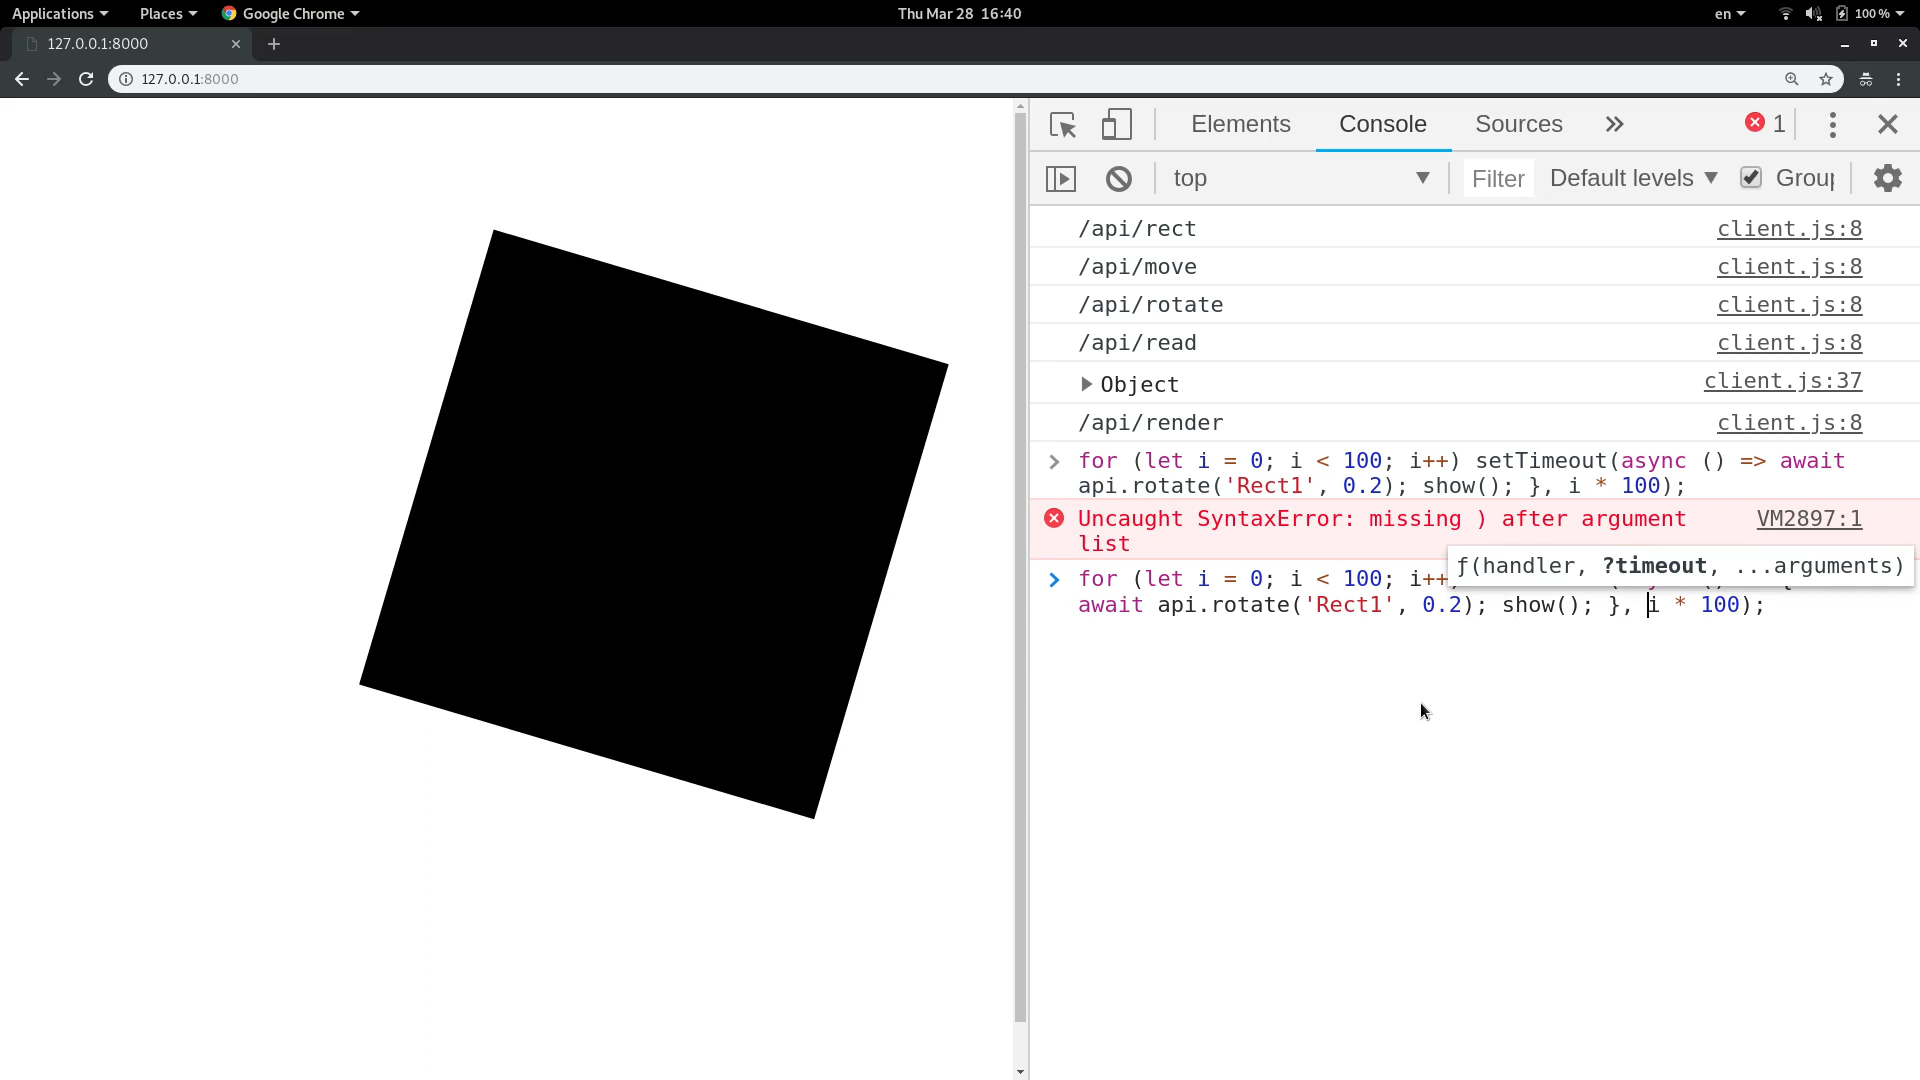 Applications Places Google Chrome Thu Mar 28 16:40 en 100 %
127.0.0.1:8000
127.0.0.1:8000
Elements Console Sources 1
top Filter Default levels Group
/api/rect client.js:8
/api/move client.js:8
/api/rotate client.js:8
/api/read client.js:8
Object client.js:37
/api/render client.js:8
for (let i = 0; i < 100; i++) setTimeout(async () => await
api.rotate('Rect1', 0.2); show(); }, i * 100);
Uncaught SyntaxError: missing ) after argument VM2897:1
list
ƒ(handler, ?timeout, ...arguments)
for (let i = 0; i < 100; i++
await api.rotate('Rect1', 0.2); show(); }, i * 100);